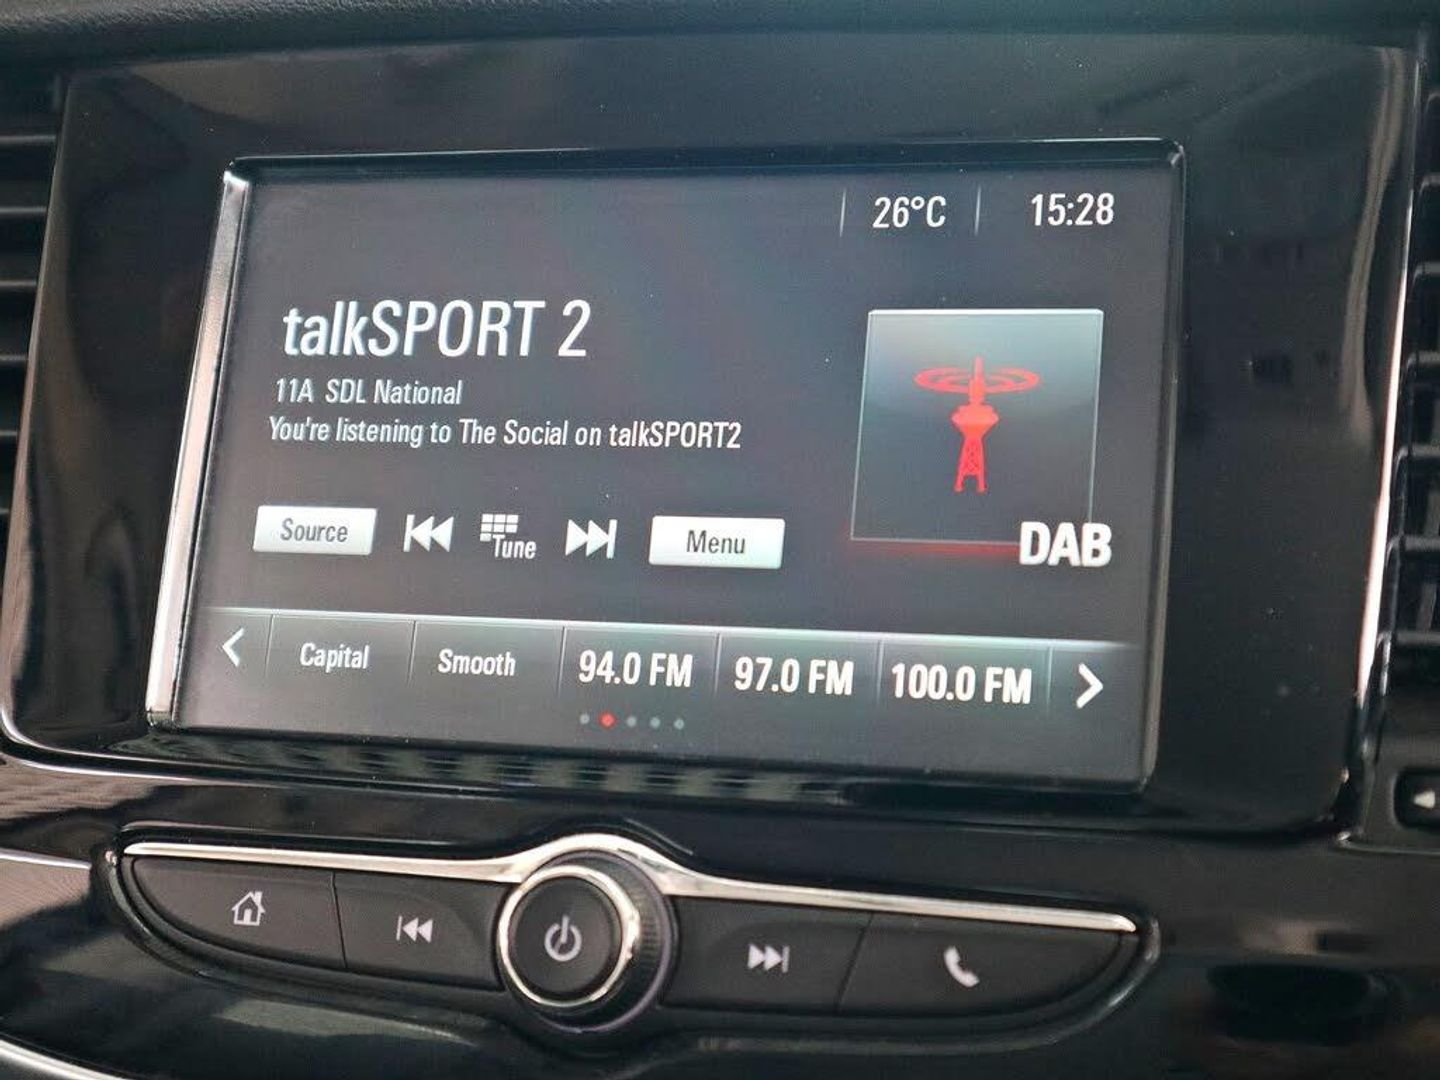 26°C 15:28
talkSPORT 2
11A SDL National
You're listening to The Social on talkSPORT2
Source Tune Menu
DAB
Capital Smooth 94.0 FM 97.0 FM 100.0 FM